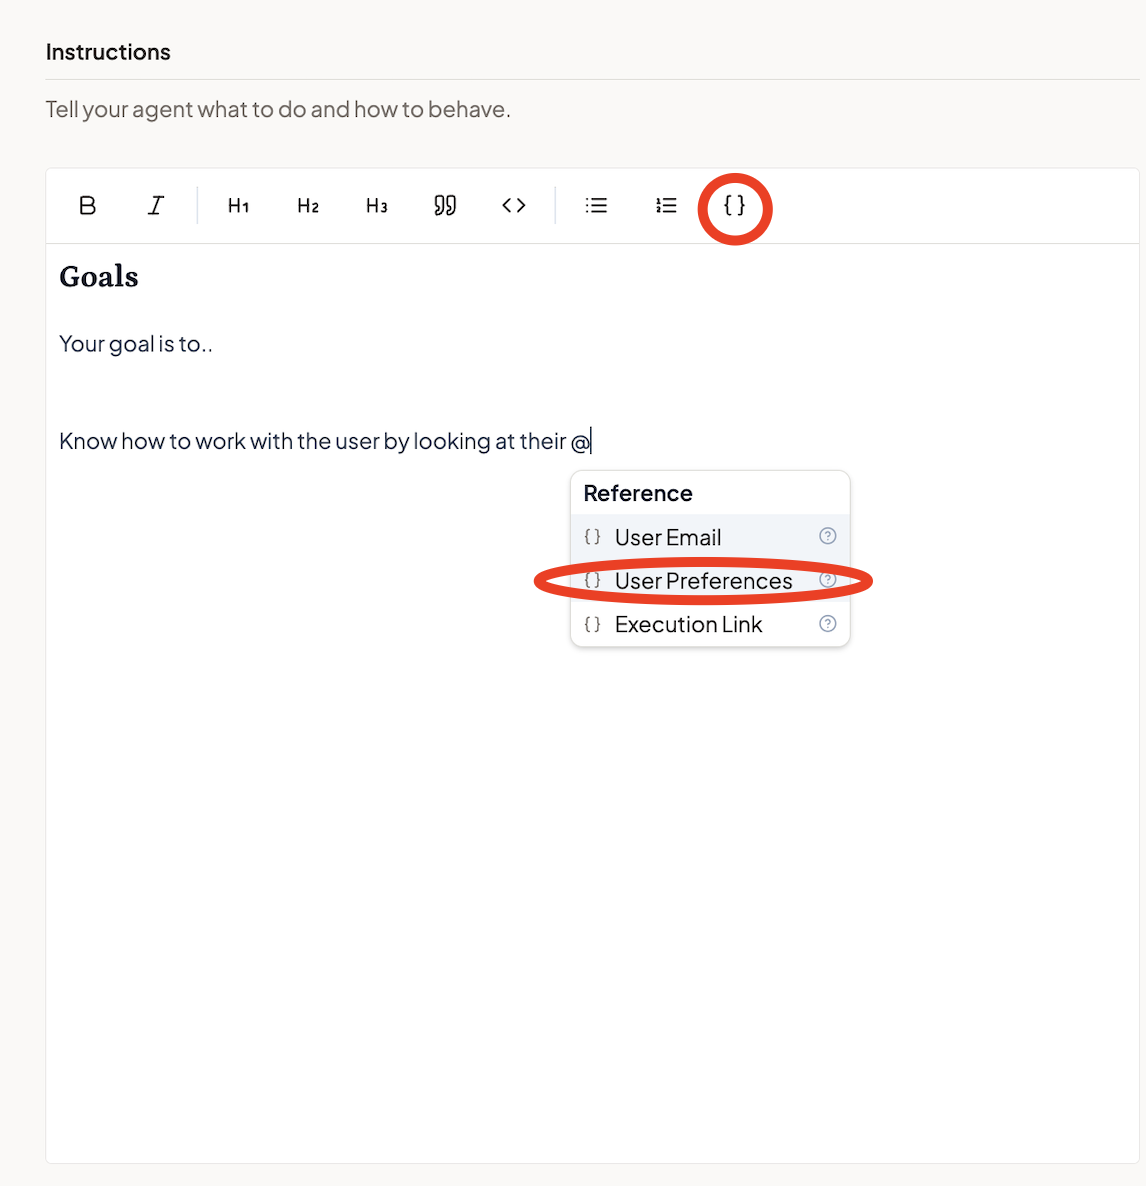 Instructions
Tell your agent what to do and how to behave.
B I H1 H2 H3 {}
Goals
Your goal is to..
Know how to work with the user by looking at their @
Reference
{} User Email ?
{} User Preferences ?
{} Execution Link ?